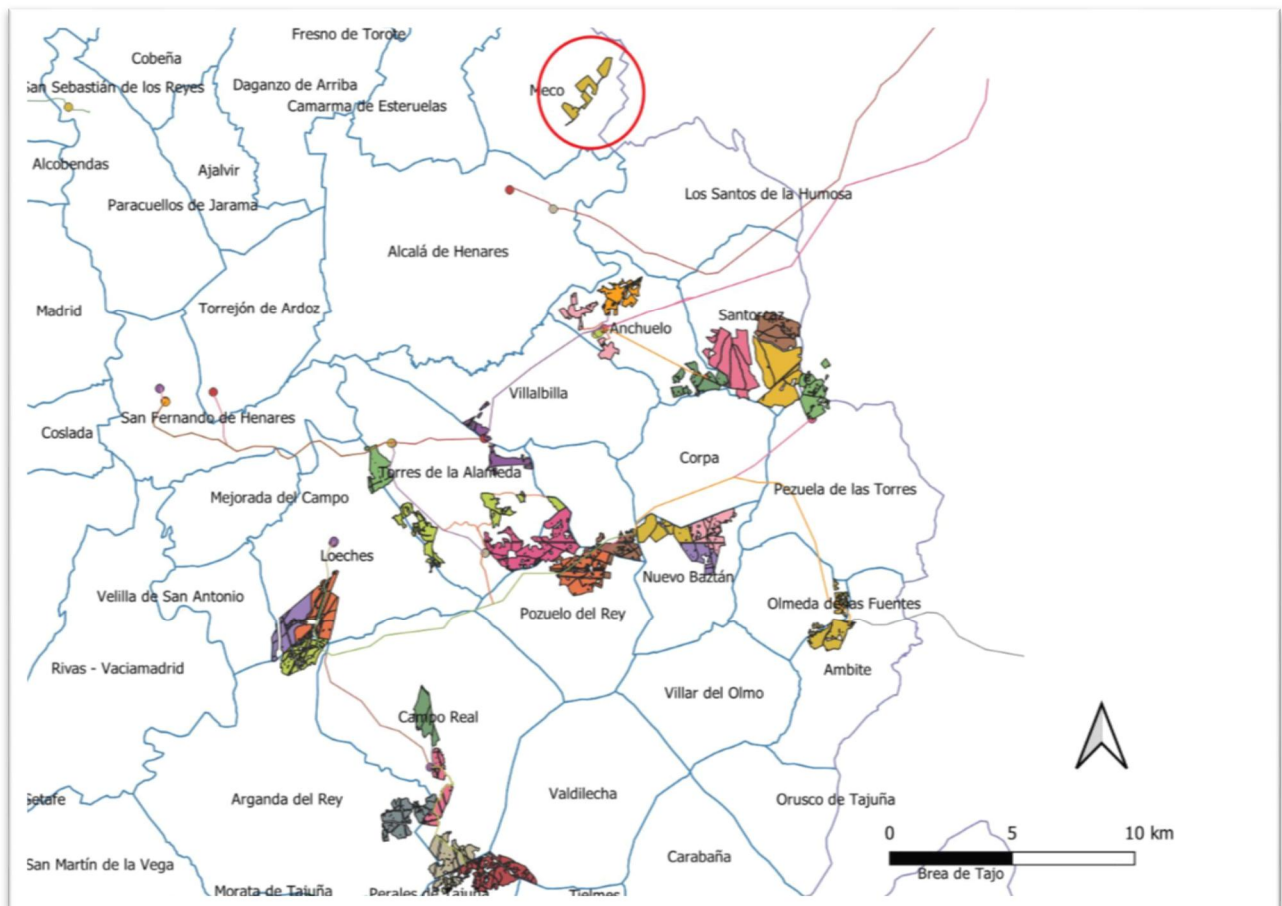 Fresno de Torote
Cobeña
San Sebastián de los Reyes
Daganzo de Arriba
Meco
Camarma de Esteruelas
Alcobendas
Ajalvir
Los Santos de la Humosa
Paracuellos de Jarama
Alcalá de Henares
Madrid
Torrejón de Ardoz
Santorcaz
Anchuelo
Villalbilla
San Fernando de Henares
Coslada
Corpa
Torres de la Alameda
Pezuela de las Torres
Mejorada del Campo
Loeches
Nuevo Baztán
Velilla de San Antonio
Olmeda de las Fuentes
Pozuelo del Rey
Rivas - Vaciamadrid
Ambite
Villar del Olmo
Campo Real
Valdilecha
Getafe
Arganda del Rey
Orusco de Tajuña
0 5 10 km
San Martín de la Vega
Carabaña
Brea de Tajo
Morata de Tajuña
Perales de Tajuña
Tielmes